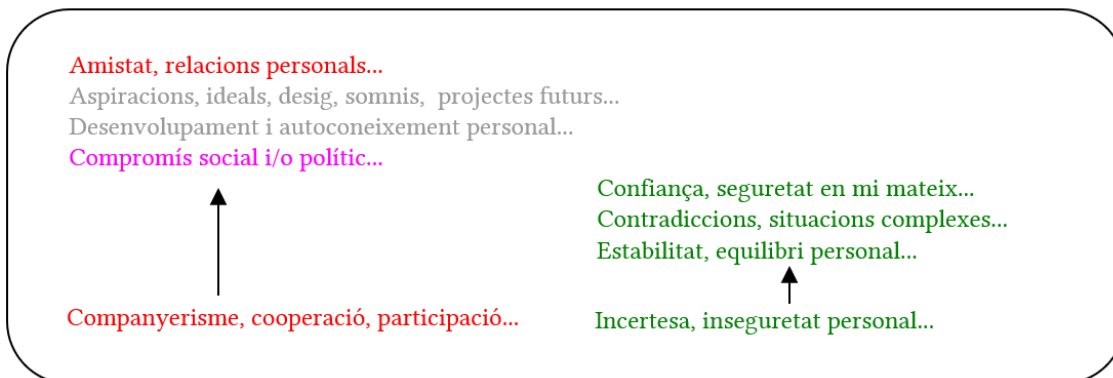 Amistat, relacions personals...
Aspiracions, ideals, desig, somnis, projectes futurs...
Desenvolupament i autoconeixement personal...
Compromís social i/o polític...
Confiança, seguretat en mi mateix...
Contradiccions, situacions complexes...
Estabilitat, equilibri personal...
Companyerisme, cooperació, participació...
Incertesa, inseguretat personal...